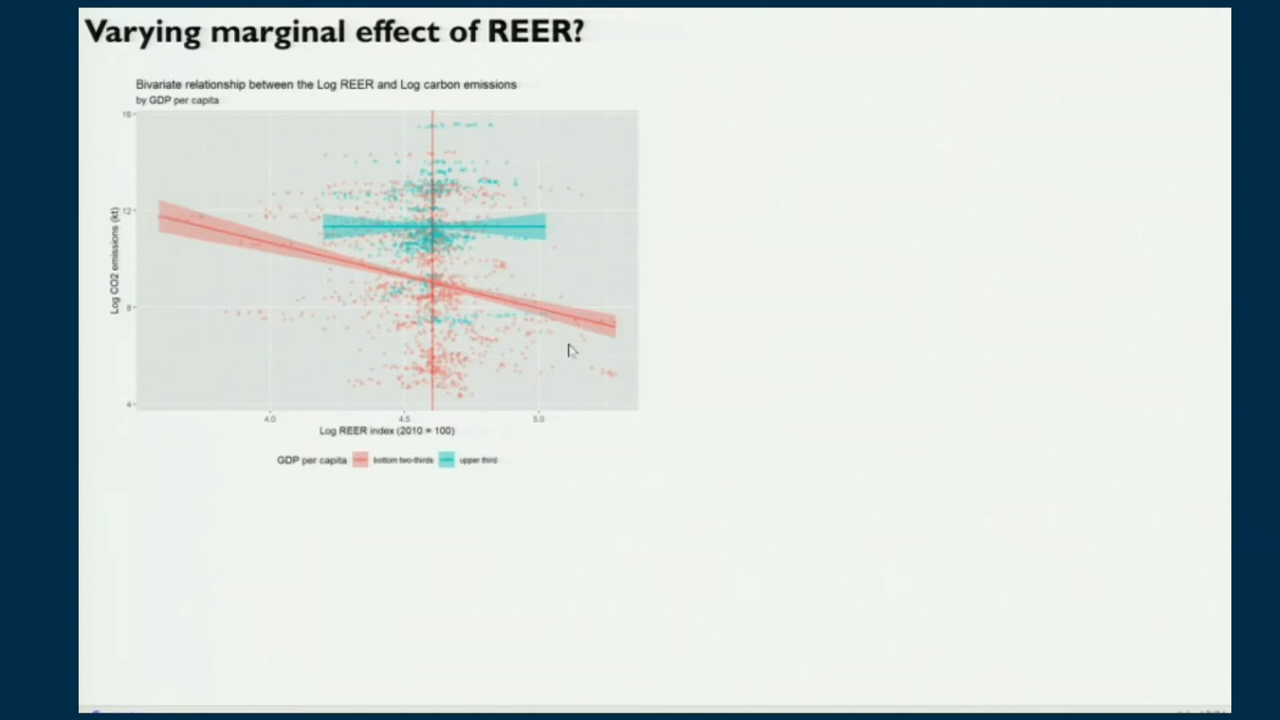 Varying marginal effect of REER?
Bivariate relationship between the Log REER and Log carbon emissions
by GDP per capita
16
12
8
4
Log CO2 emissions (kt)
4.0 4.5 5.0
Log REER index (2010 = 100)
GDP per capita bottom two-thirds upper third